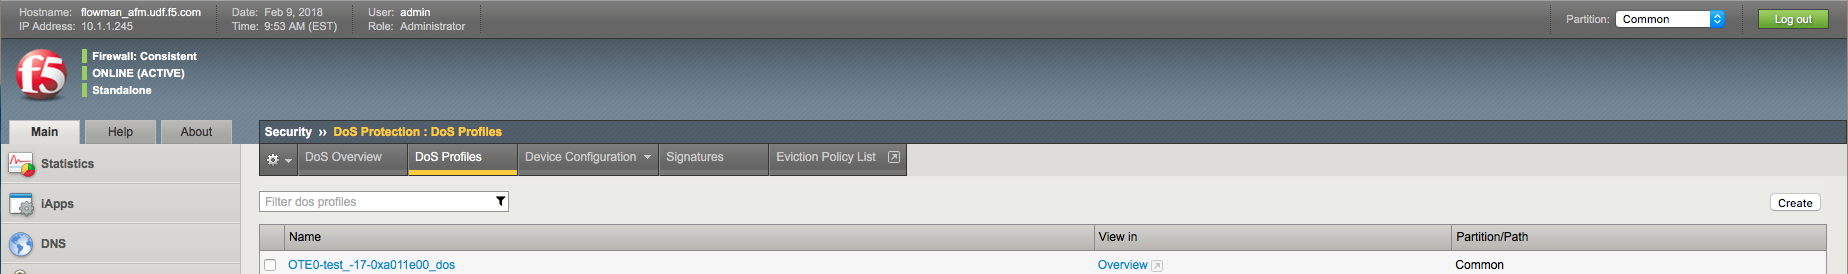 Hostname: flowman_afm.udf.f5.com Date: Feb 9, 2018 User: admin
IP Address: 10.1.1.245 Time: 9:53 AM (EST) Role: Administrator
Partition: Common Log out
f5
Firewall: Consistent
ONLINE (ACTIVE)
Standalone
Main Help About
Security ›› DoS Protection : DoS Profiles
Statistics
iApps
DNS
DoS Overview DoS Profiles Device Configuration Signatures Eviction Policy List
Filter dos profiles
Create
Name View in Partition/Path
OTE0-test_-17-0xa011e00_dos Overview Common